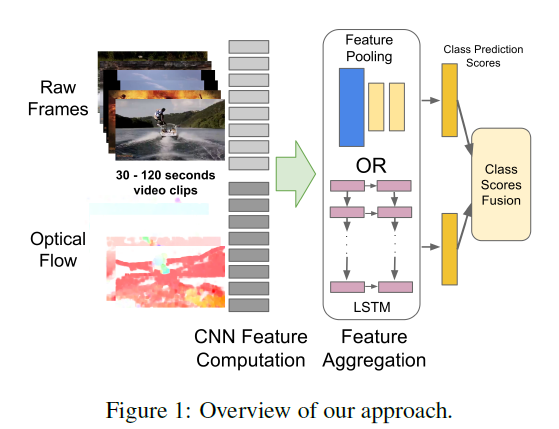 Raw
Frames
30 - 120 seconds
video clips
Optical
Flow
CNN Feature
Computation
Feature
Pooling
OR
LSTM
Feature
Aggregation
Class Prediction
Scores
Class
Scores
Fusion
Figure 1: Overview of our approach.